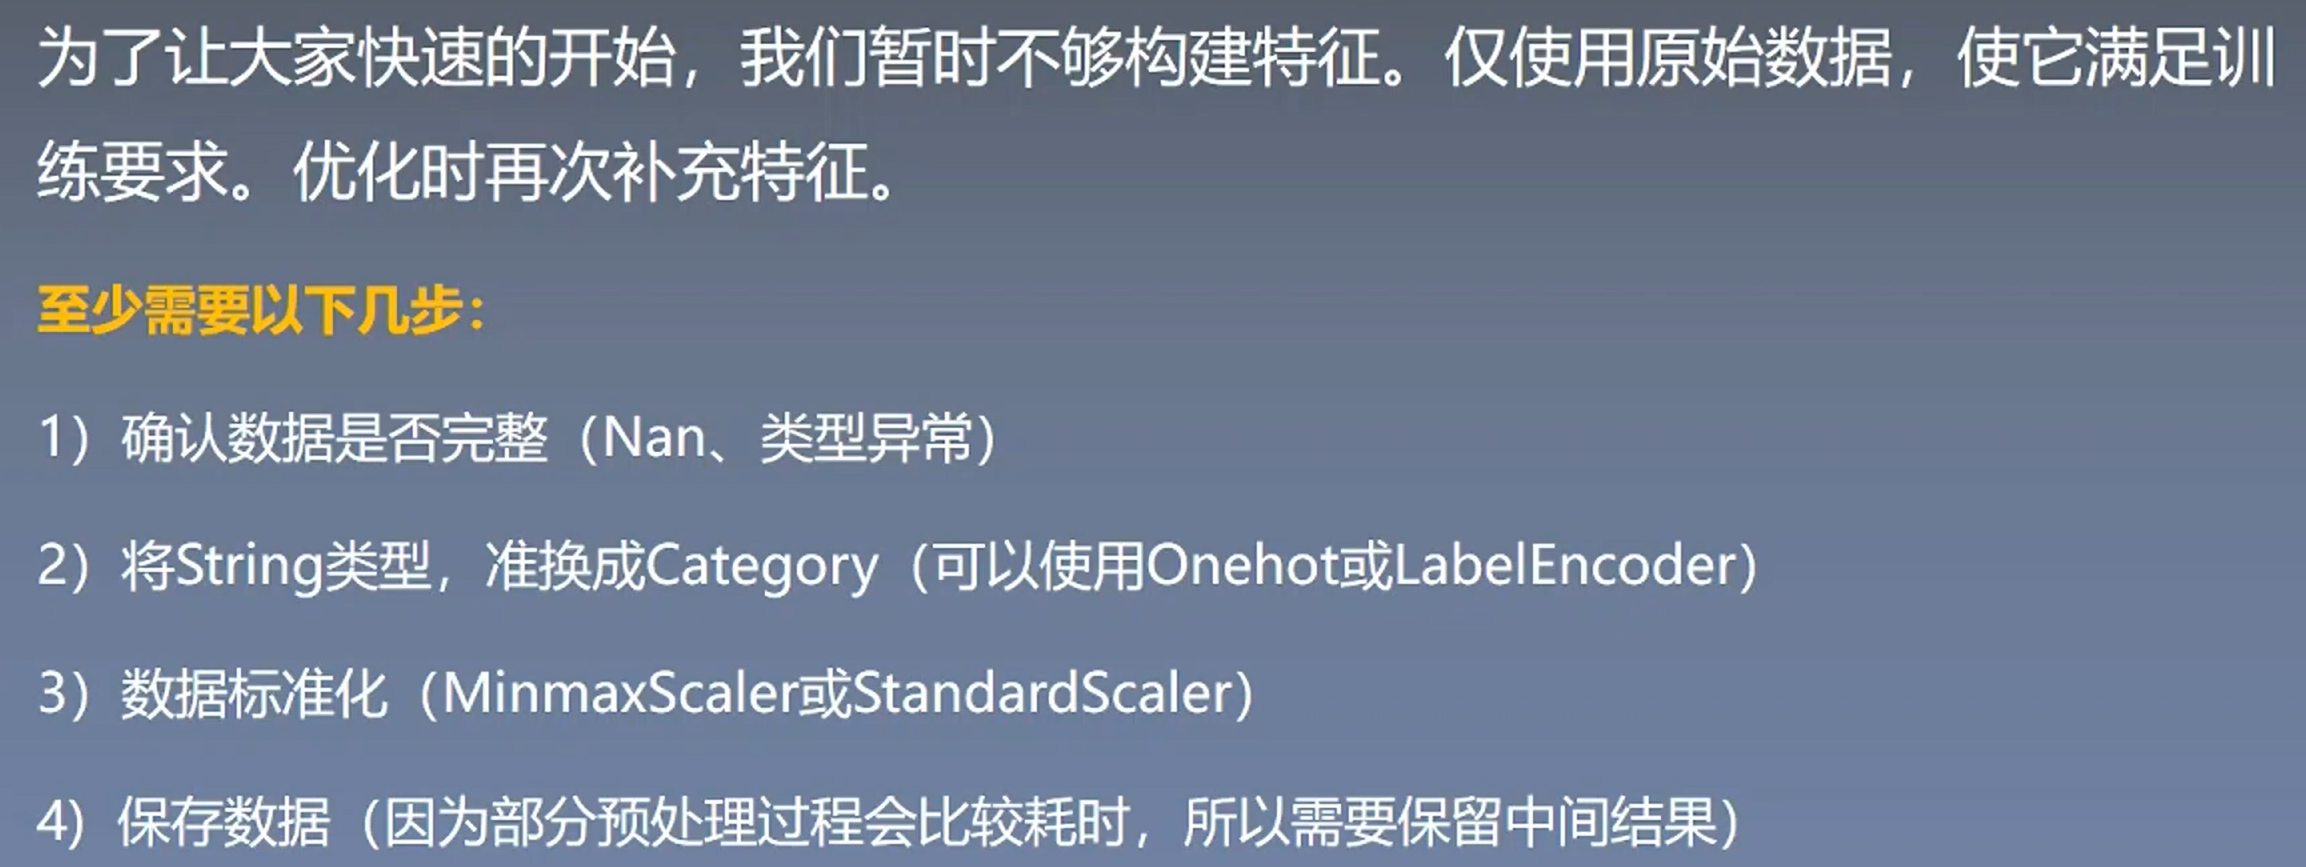 为了让大家快速的开始，我们暂时不够构建特征。仅使用原始数据，使它满足训
练要求。优化时再次补充特征。
至少需要以下几步：
1）确认数据是否完整（Nan、类型异常）
2）将String类型，准换成Category（可以使用Onehot或LabelEncoder）
3）数据标准化（MinmaxScaler或StandardScaler）
4）保存数据（因为部分预处理过程会比较耗时，所以需要保留中间结果）